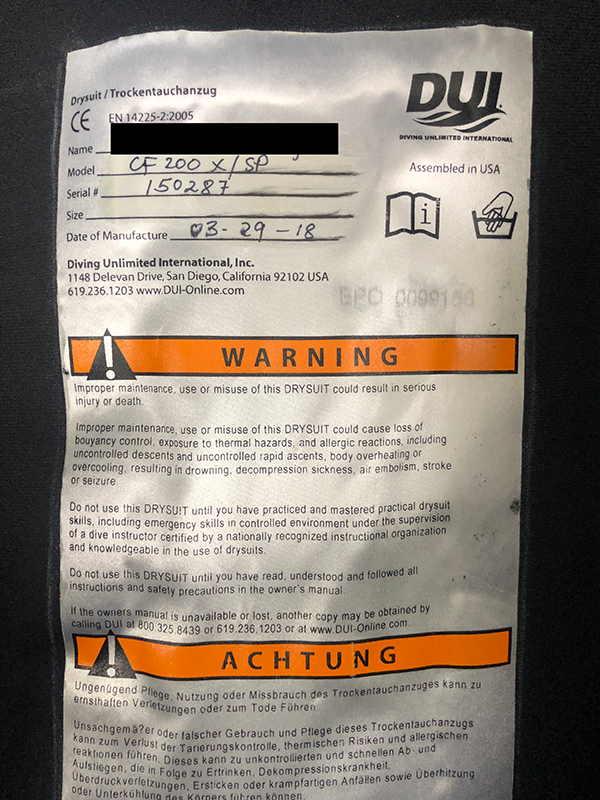 Drysuit / Trockentauchanzug
CE EN 14225-2:2005
DUI
DIVING UNLIMITED INTERNATIONAL
Name
Model CF 200 X/SP
Assembled in USA
Serial # 150287
Size
Date of Manufacture 03-29-18
Diving Unlimited International, Inc.
1148 Delevan Drive, San Diego, California 92102 USA
619.236.1203 www.DUI-Online.com
EPO 0099166
WARNING
Improper maintenance, use or misuse of this DRYSUIT could result in serious
injury or death.
Improper maintenance, use or misuse of this DRYSUIT could cause loss of
bouyancy control, exposure to thermal hazards, and allergic reactions, including
uncontrolled descents and uncontrolled rapid ascents, body overheating or
overcooling, resulting in drowning, decompression sickness, air embolism, stroke
or seizure
Do not use this DRYSUIT until you have practiced and mastered practical drysuit
skills, including emergency skills in controlled environment under the supervision
of a dive instructor certified by a nationally recognized instructional organization
and knowledgeable in the use of drysuits.
Do not use this DRYSUIT until you have read, understood and followed all
instructions and safety precautions in the owner's manual.
If the owners manual is unavailable or lost, another copy may be obtained by
calling DUI at 800.325.8439 or 619.236.1203 or at www.DUI-Online.com.
ACHTUNG
Ungenügend Pflege, Nutzung oder Missbrauch des Trockentauchanzuges kann zu
ernsthaften Verletzungen oder zum Tode Führen
Unsachgemä?er oder falscher Gebrauch und Pflege dieses Trockentauchanzugs
kann zum Verlust der Tarierungskontrolle, thermischen Risiken and allergischen
reaktionen führen. Dieses kann zu unkontrollierten und schnellen Ab- und
Aufstiegen, die in Folge zu Ertrinken, Dekompressionskrankheit,
Überdruckverletzungen, Ersticken oder krampfartigen Anfällen sowie Überhitzung
oder Unterkühlung des Körpers führen können.